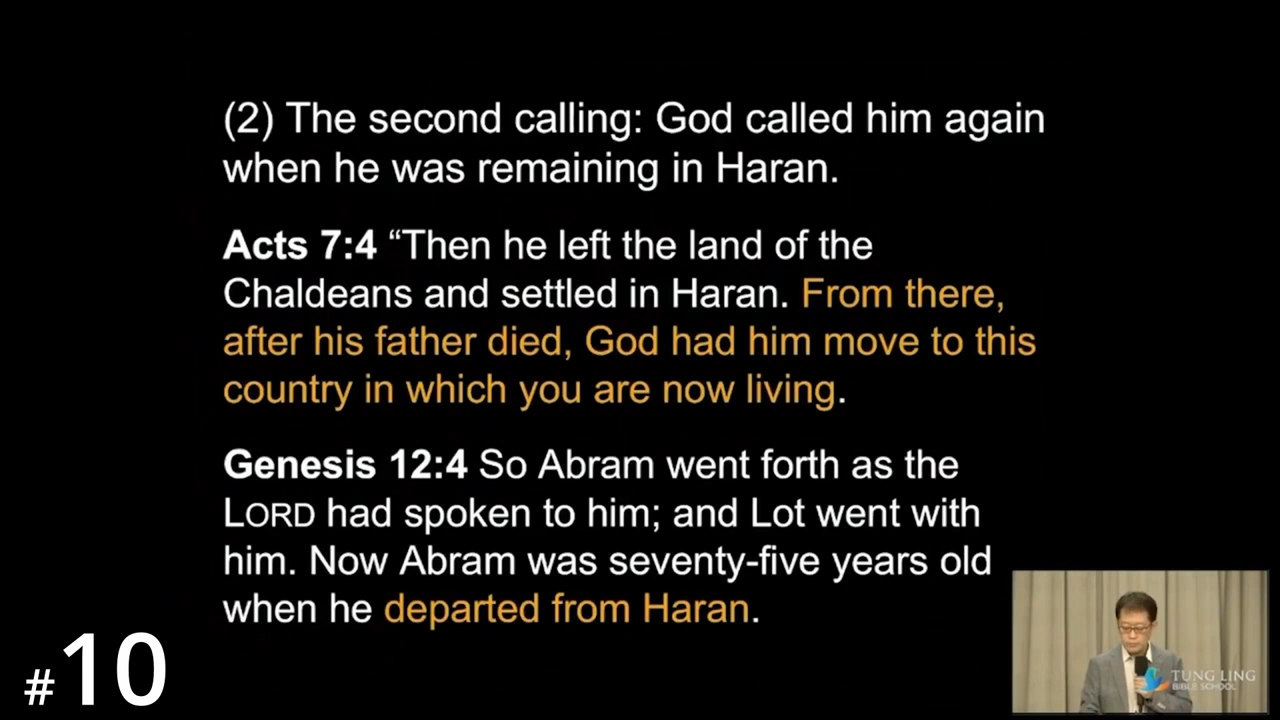 (2) The second calling: God called him again
when he was remaining in Haran.
Acts 7:4 “Then he left the land of the
Chaldeans and settled in Haran. From there,
after his father died, God had him move to this
country in which you are now living.
Genesis 12:4 So Abram went forth as the
LORD had spoken to him; and Lot went with
him. Now Abram was seventy-five years old
when he departed from Haran.
#10
TUNG LING
BIBLE SCHOOL